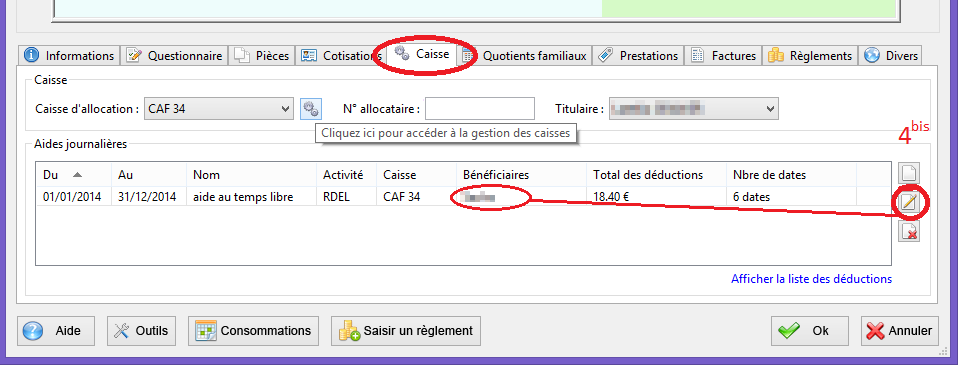 Informations Questionnaire Pièces Cotisations Caisse Quotients familiaux Prestations Factures Règlements Divers
Caisse
Caisse d'allocation : CAF 34 N° allocataire : Titulaire :
Cliquez ici pour accéder à la gestion des caisses
4bis
Aides journalières
Du Au Nom Activité Caisse Bénéficiaires Total des déductions Nbre de dates
01/01/2014 31/12/2014 aide au temps libre RDEL CAF 34 18.40 € 6 dates
Afficher la liste des déductions
Aide Outils Consommations Saisir un règlement Ok Annuler